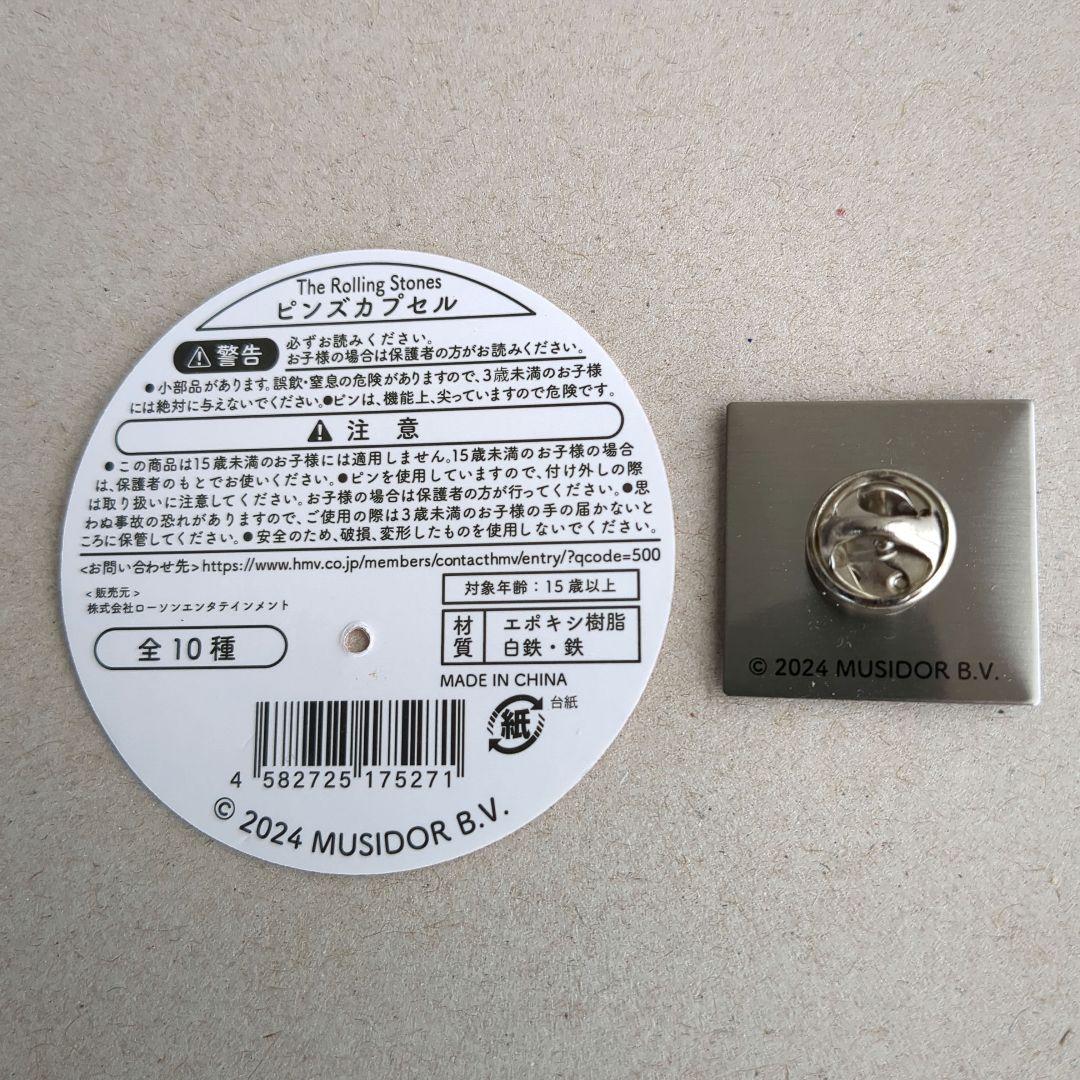 The Rolling Stones
ピンズカプセル
警告
必ずお読みください。
お子様の場合は保護者の方がお読みください。
●小部品があります。誤飲・窒息の危険がありますので、3歳未満のお子様
には絶対に与えないでください。●ピンは、機能上、尖っていますので危険です。
注 意
●この商品は15歳未満のお子様には適用しません。15歳未満のお子様の場合
は、保護者のもとでお使いください。●ピンを使用していますので、付け外しの際
は取り扱いに注意してください。お子様の場合は保護者の方が行ってください。●思
わぬ事故の恐れがありますので、ご使用の際は3歳未満のお子様の手の届かないと
ころに保管してください。●安全のため、破損、変形したものを使用しないでください。
<お問い合わせ先>https://www.hmv.co.jp/members/contacthmv/entry/?qcode=500
<販売元>
株式会社ローソンエンタテインメント
対象年齢：15歳以上
全10種
材質
エポキシ樹脂
白鉄・鉄
MADE IN CHINA
紙
台紙
4 582725 175271
© 2024 MUSIDOR B.V.
© 2024 MUSIDOR B.V.